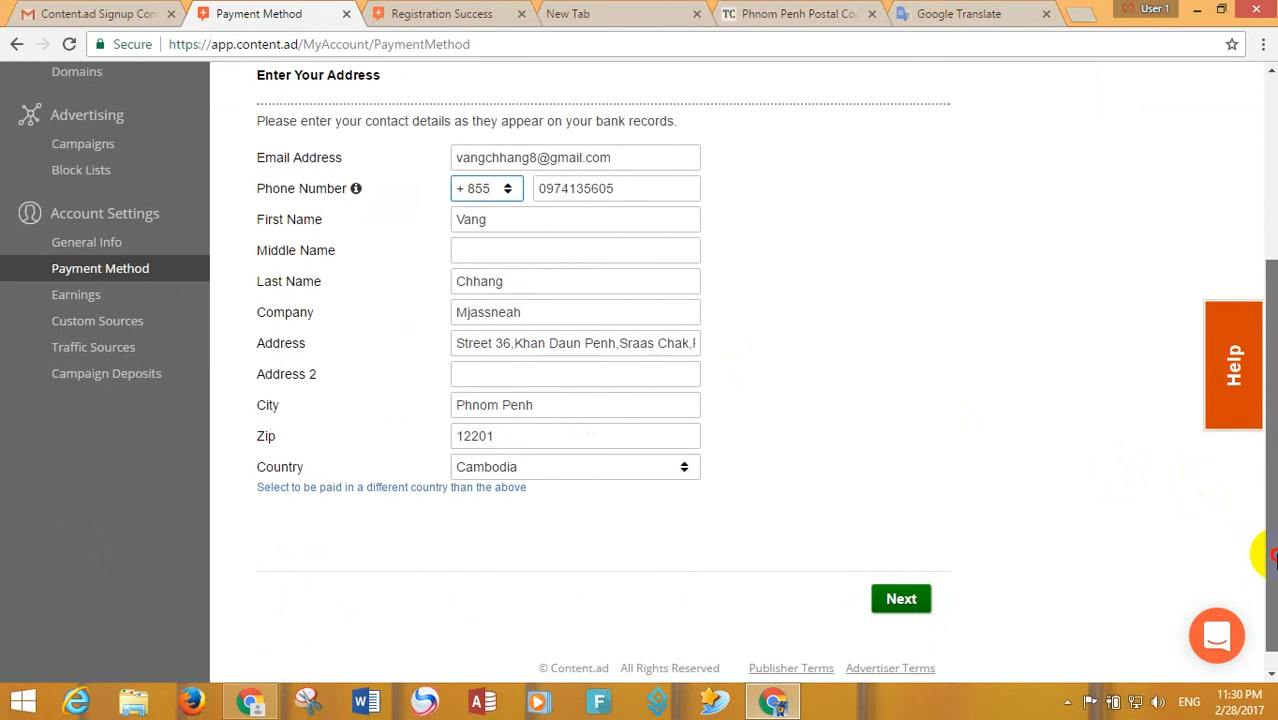 Content.ad Signup Con
Payment Method
Registration Success
New Tab
Phnom Penh Postal Cod
Google Translate
User 1
Secure
https://app.content.ad/MyAccount/PaymentMethod
Domains
Advertising
Campaigns
Block Lists
Account Settings
General Info
Payment Method
Earnings
Custom Sources
Traffic Sources
Campaign Deposits
Enter Your Address
Please enter your contact details as they appear on your bank records.
Email Address vangchhang8@gmail.com
Phone Number + 855 0974135605
First Name Vang
Middle Name
Last Name Chhang
Company Mjassneah
Address Street 36,Khan Daun Penh,Sraas Chak,
Address 2
City Phnom Penh
Zip 12201
Country Cambodia
Select to be paid in a different country than the above
Help
Next
© Content.ad All Rights Reserved Publisher Terms Advertiser Terms
ENG
11:30 PM
2/28/2017